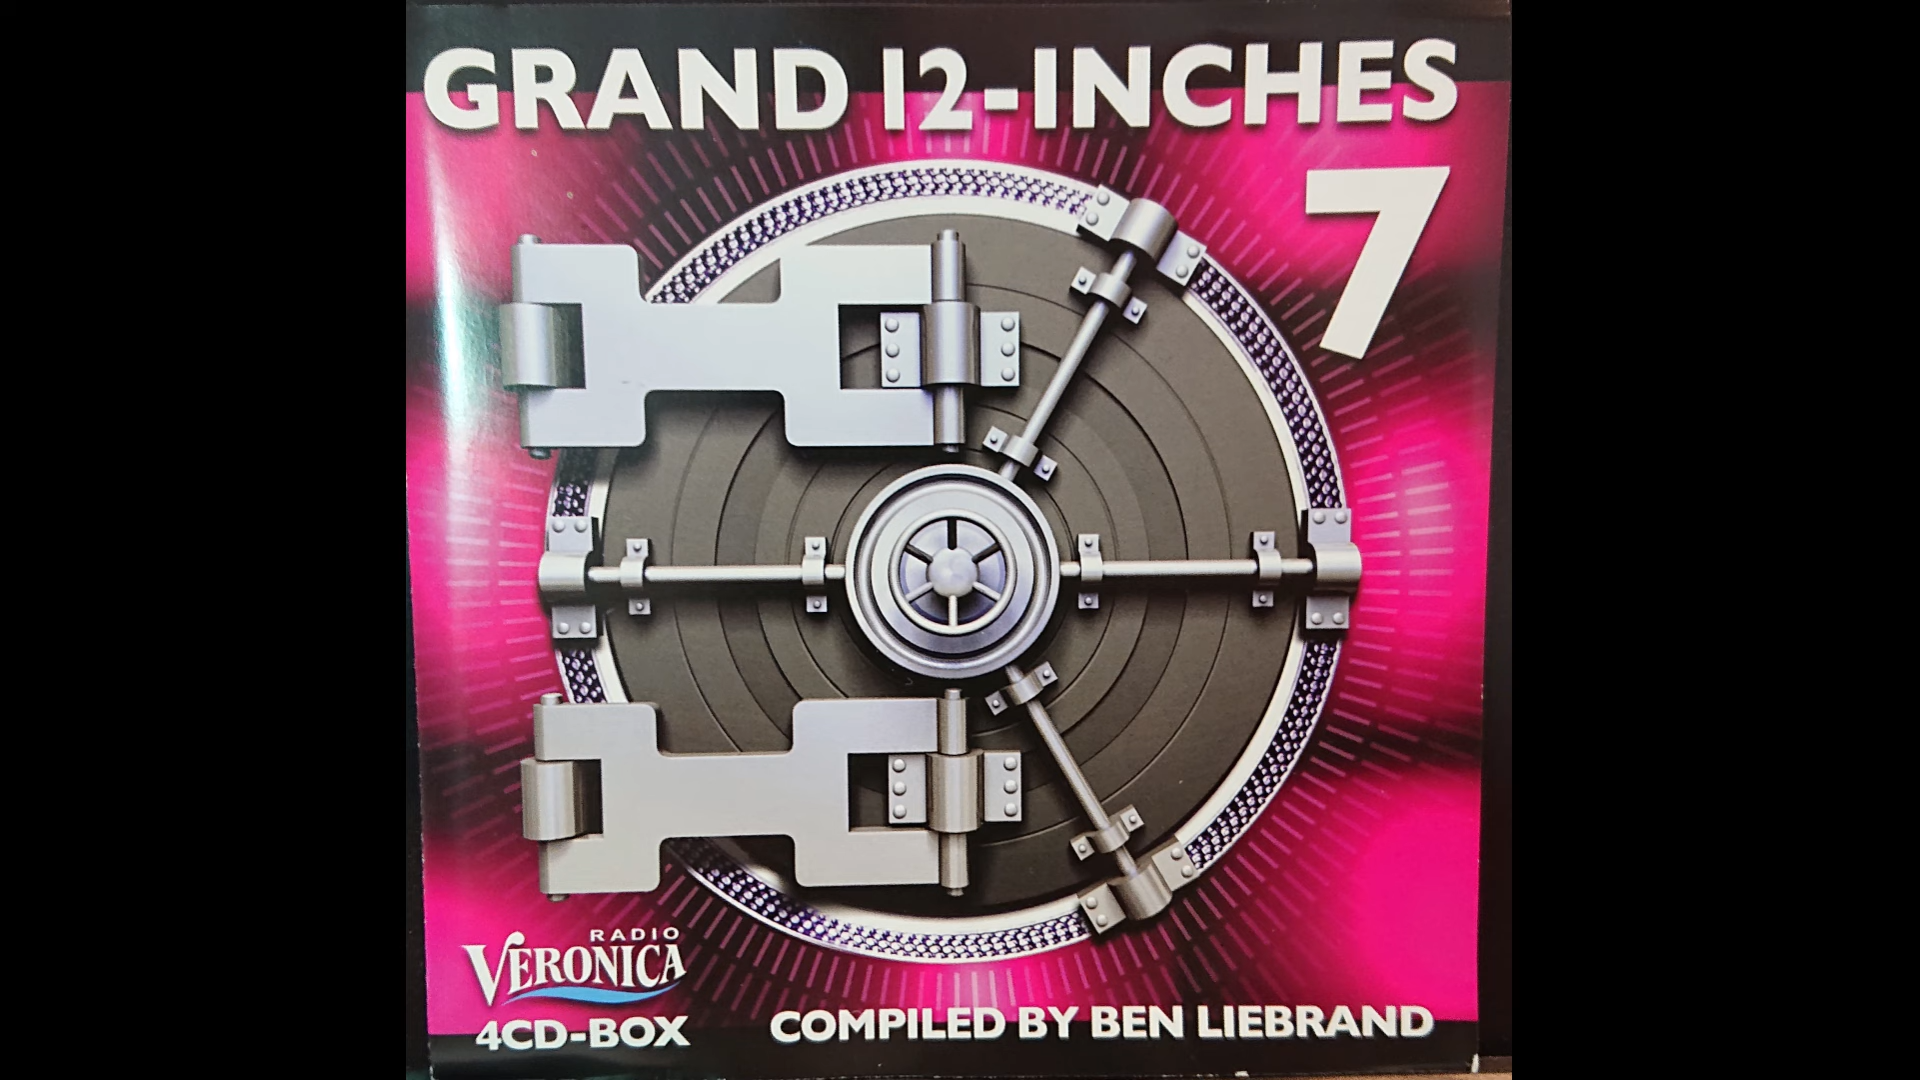 GRAND 12-INCHES
7
RADIO
VERONICA
4CD-BOX
COMPILED BY BEN LIEBRAND